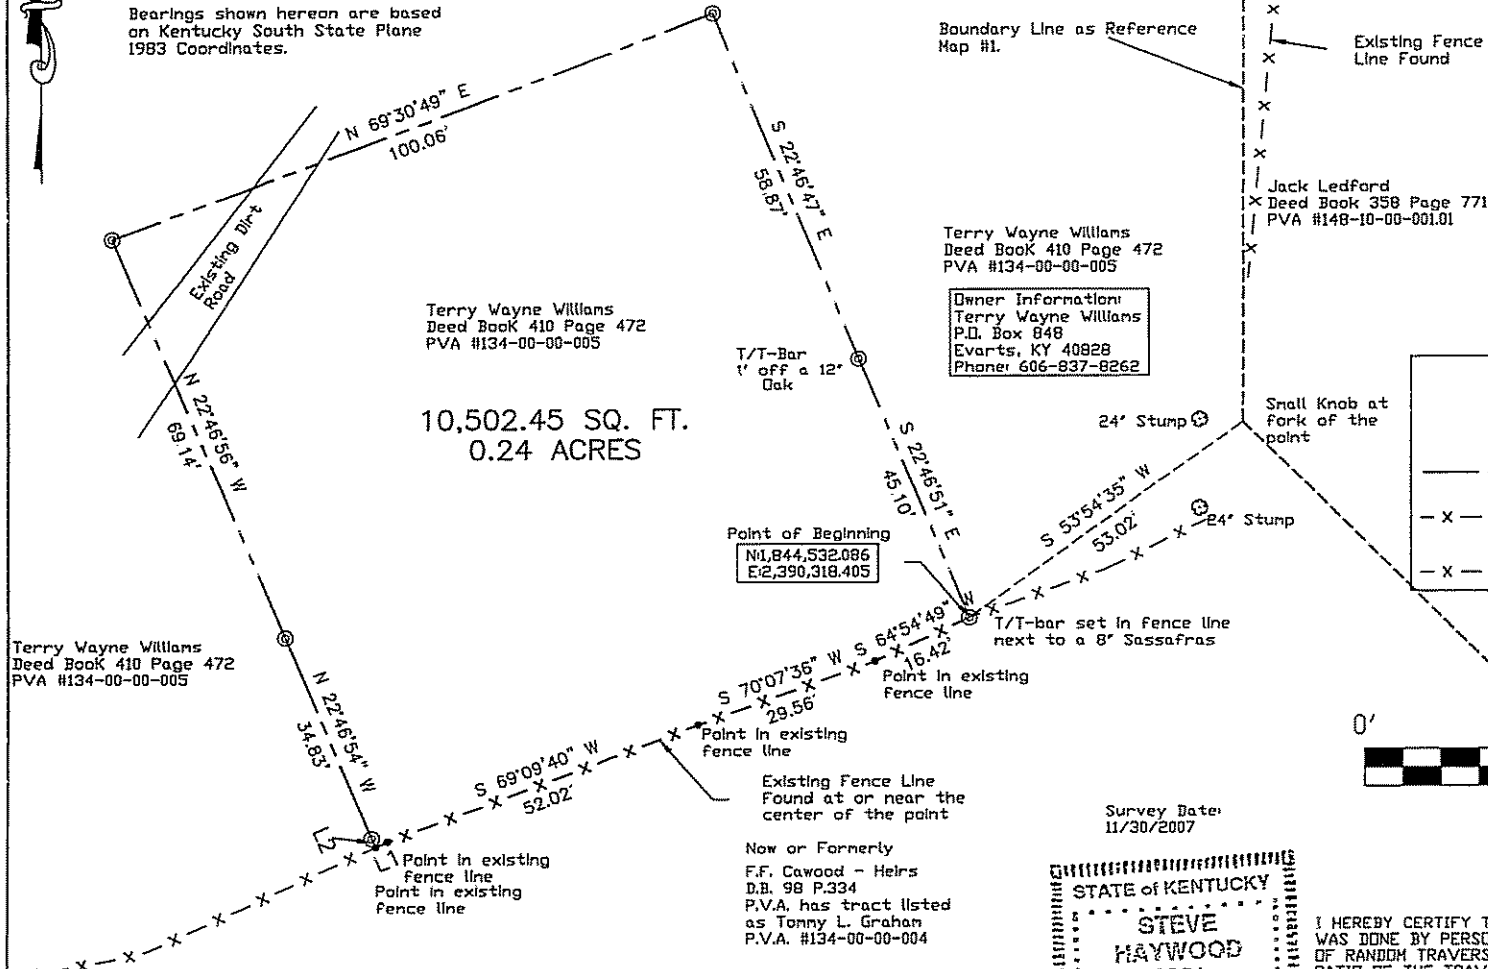 Bearings shown hereon are based
on Kentucky South State Plane
1983 Coordinates.
Boundary Line as Reference
Map #1.
Existing Fence
Line Found
N 69°30'49" E
100.06'
S 22°46'47" E
58.87'
Existing Dirt
Road
Jack Ledford
Deed Book 358 Page 771
PVA #148-10-00-001.01
Terry Wayne Williams
Deed BooK 410 Page 472
PVA #134-00-00-005
Owner Information:
Terry Wayne Williams
P.O. Box 848
Evarts, KY 40828
Phone: 606-837-8262
Terry Wayne Williams
Deed BooK 410 Page 472
PVA #134-00-00-005
T/T-Bar
1' off a 12"
Oak
10,502.45 SQ. FT.
0.24 ACRES
N 22°46'56" W
69.14'
S 22°46'51" E
45.10'
24" Stump
Small Knob at
fork of the
point
S 53°54'35" W
53.02'
24" Stump
Point of Beginning
N:1,844,532.086
E:2,390,318.405
T/T-bar set in fence line
next to a 8" Sassafras
S 64°54'49" W
16.42'
Point in existing
fence line
S 70°07'36" W
29.56'
Point in existing
fence line
Terry Wayne Williams
Deed BooK 410 Page 472
PVA #134-00-00-005
N 22°46'54" W
34.83'
S 69°09'40" W
52.02'
Existing Fence Line
Found at or near the
center of the point
L2
L1
Point in existing
fence line
Point in existing
fence line
0'
Survey Date:
11/30/2007
Now or Formerly
F.F. Cawood - Heirs
D.B. 98 P.334
P.V.A. has tract listed
as Tommy L. Graham
P.V.A. #134-00-00-004
STATE of KENTUCKY
STEVE
HAYWOOD
I HEREBY CERTIFY T
WAS DONE BY PERSO
OF RANDOM TRAVERS